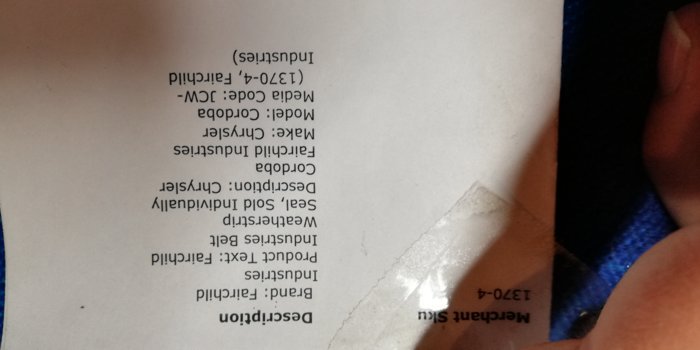 Merchant Sku Description
1370-4 Brand: Fairchild
Industries
Product Text: Fairchild
Industries Belt
Weatherstrip
Seal, Sold Individually
Description: Chrysler
Cordoba
Fairchild Industries
Make: Chrysler
Model: Cordoba
Media Code: JCW-
(1370-4, Fairchild
Industries)